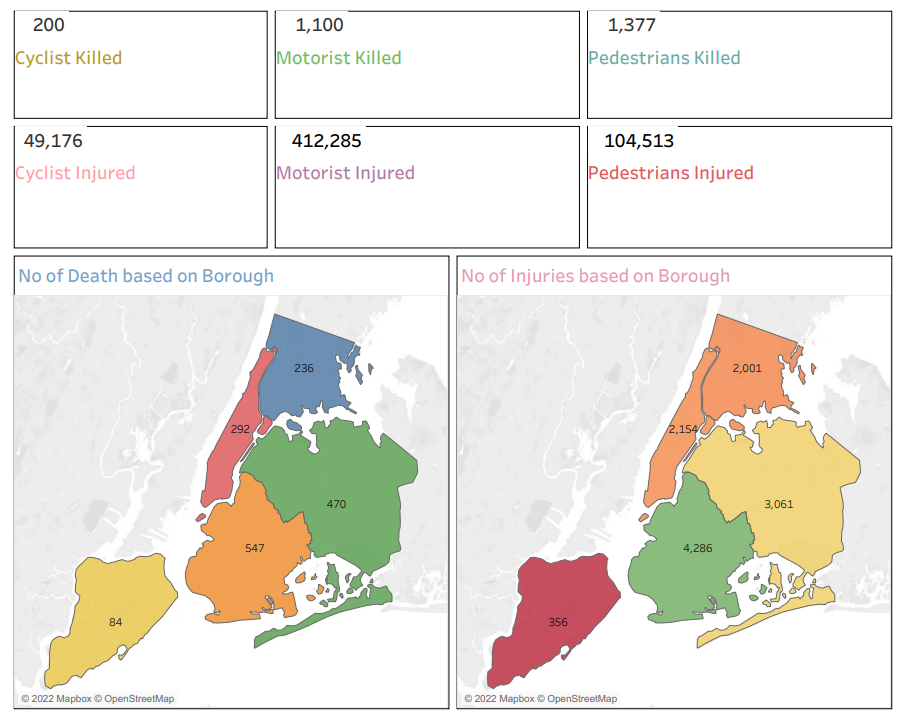 200
Cyclist Killed
1,100
Motorist Killed
1,377
Pedestrians Killed
49,176
Cyclist Injured
412,285
Motorist Injured
104,513
Pedestrians Injured
No of Death based on Borough
236
292
470
547
84
© 2022 Mapbox © OpenStreetMap
No of Injuries based on Borough
2,001
2,154
3,061
4,286
356
© 2022 Mapbox © OpenStreetMap